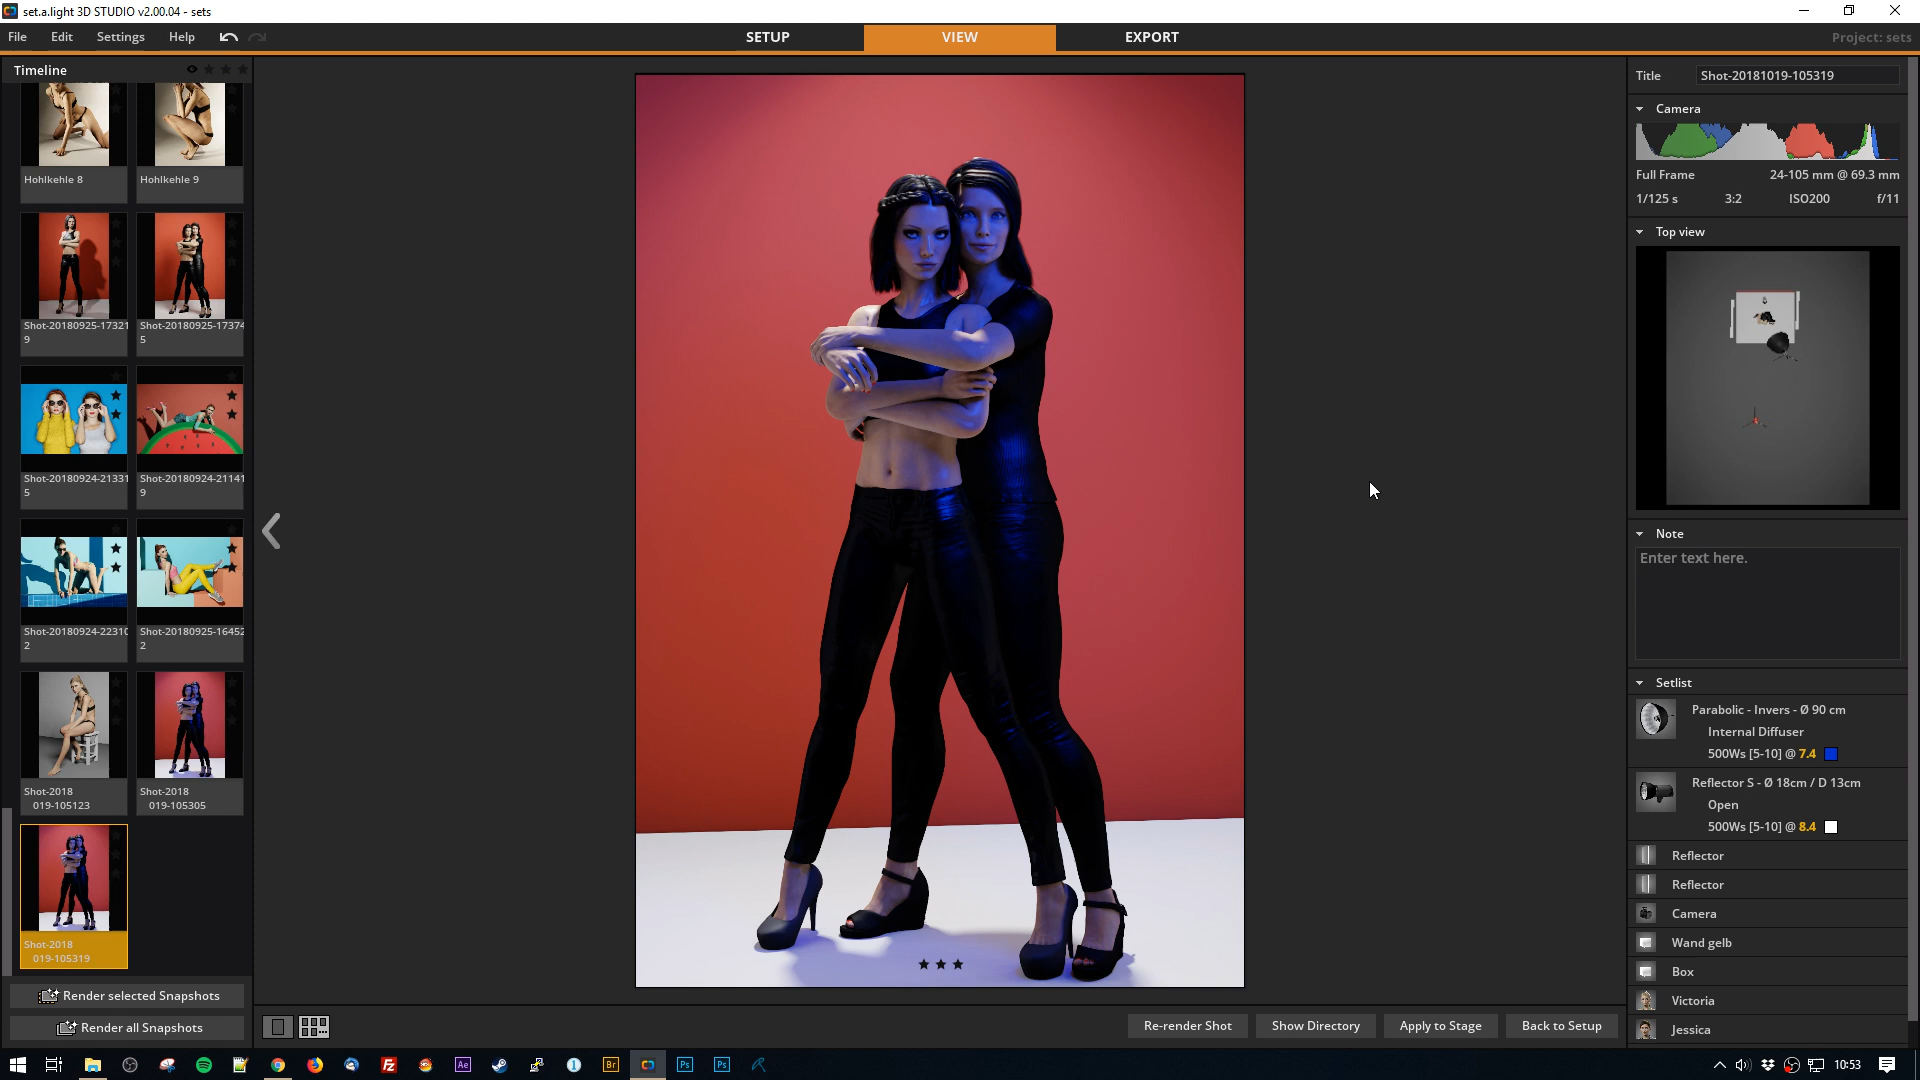 set.a.light 3D STUDIO v2.00.04 - sets
File Edit Settings Help
SETUP VIEW EXPORT
Project: sets
Timeline
Hohlkehle 8
Hohlkehle 9
Shot-20180925-17321
9
Shot-20180925-17374
5
Shot-20180924-21331
5
Shot-20180924-21141
9
Shot-20180924-22310
2
Shot-20180925-16452
2
Shot-2018
019-105123
Shot-2018
019-105305
Shot-2018
019-105319
Render selected Snapshots
Render all Snapshots
Re-render Shot
Show Directory
Apply to Stage
Back to Setup
Title Shot-20181019-105319
Camera
Full Frame 24-105 mm @ 69.3 mm
1/125 s 3:2 ISO200 f/11
Top view
Note
Enter text here.
Setlist
Parabolic - Invers - Ø 90 cm
Internal Diffuser
500Ws [5-10] @ 7.4
Reflector S - Ø 18cm / D 13cm
Open
500Ws [5-10] @ 8.4
Reflector
Reflector
Camera
Wand gelb
Box
Victoria
Jessica
Ae
Br
Ps
Ps
10:53